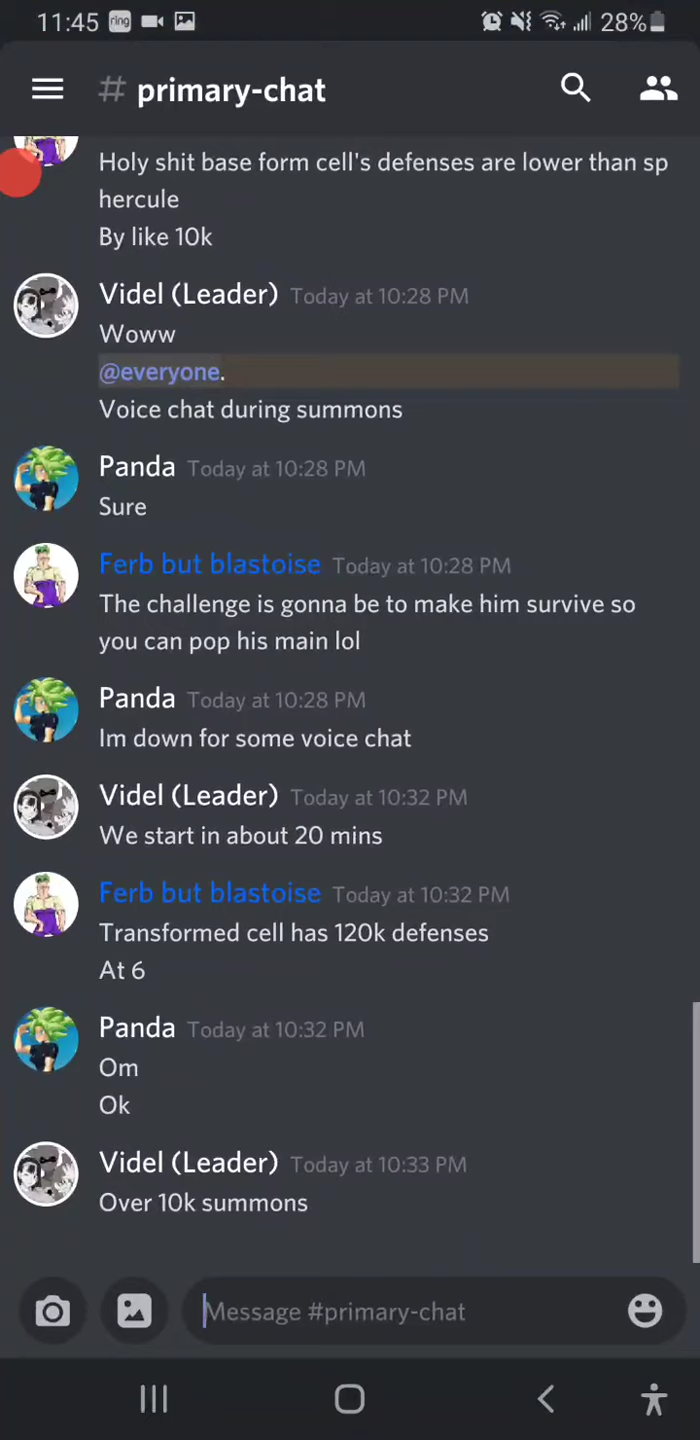 11:45 ring 28%
# primary-chat
Holy shit base form cell's defenses are lower than sp
hercule
By like 10k
Videl (Leader) Today at 10:28 PM
Woww
@everyone.
Voice chat during summons
Panda Today at 10:28 PM
Sure
Ferb but blastoise Today at 10:28 PM
The challenge is gonna be to make him survive so
you can pop his main lol
Panda Today at 10:28 PM
Im down for some voice chat
Videl (Leader) Today at 10:32 PM
We start in about 20 mins
Ferb but blastoise Today at 10:32 PM
Transformed cell has 120k defenses
At 6
Panda Today at 10:32 PM
Om
Ok
Videl (Leader) Today at 10:33 PM
Over 10k summons
Message #primary-chat